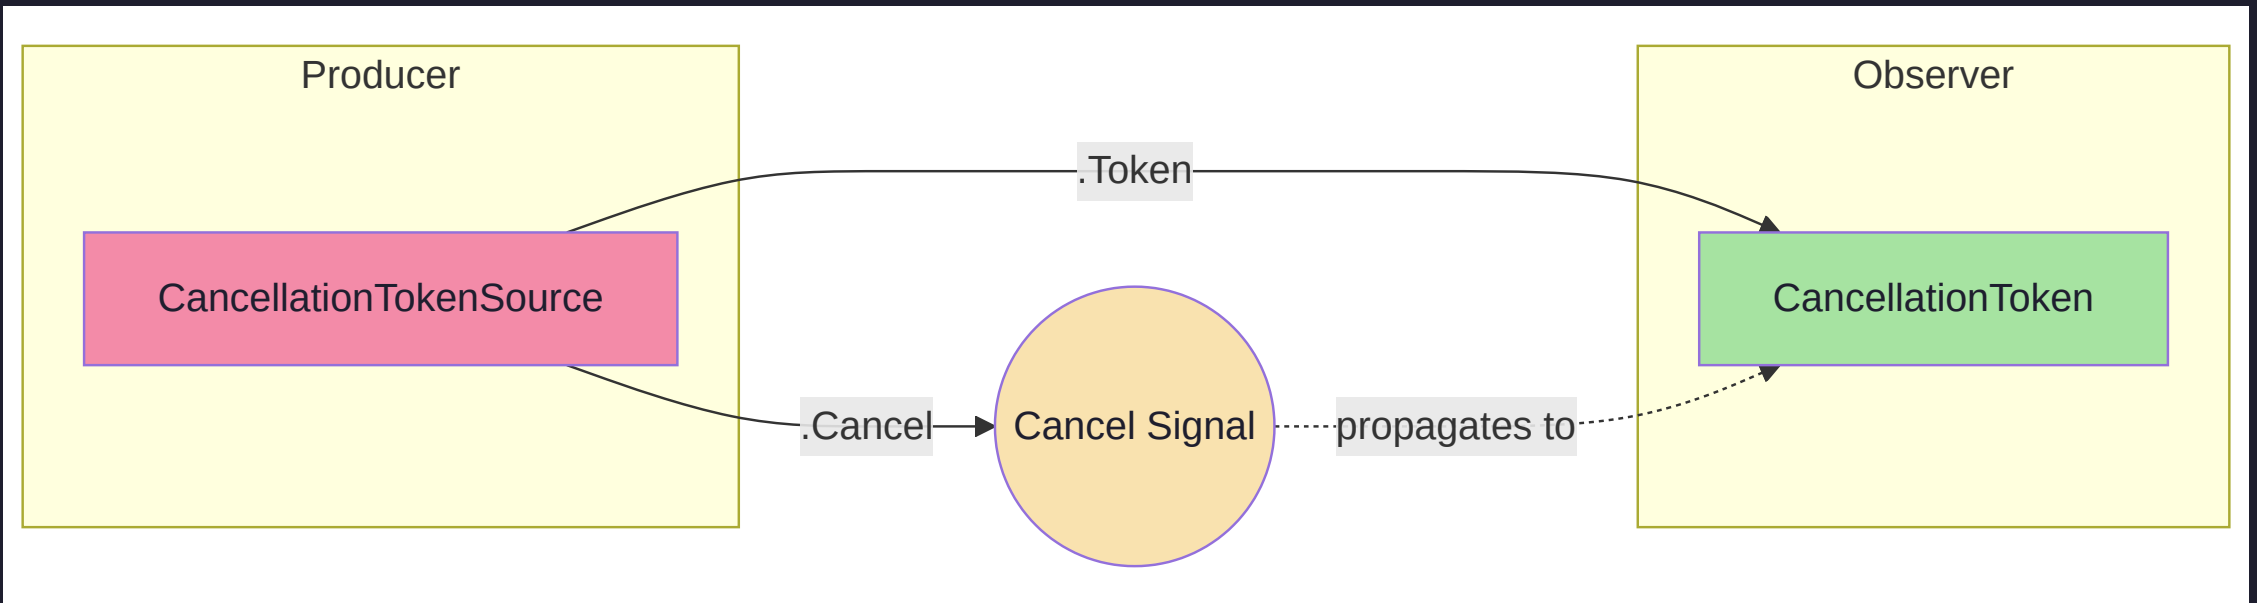 Producer
Observer
.Token
CancellationTokenSource
CancellationToken
.Cancel
Cancel Signal
propagates to